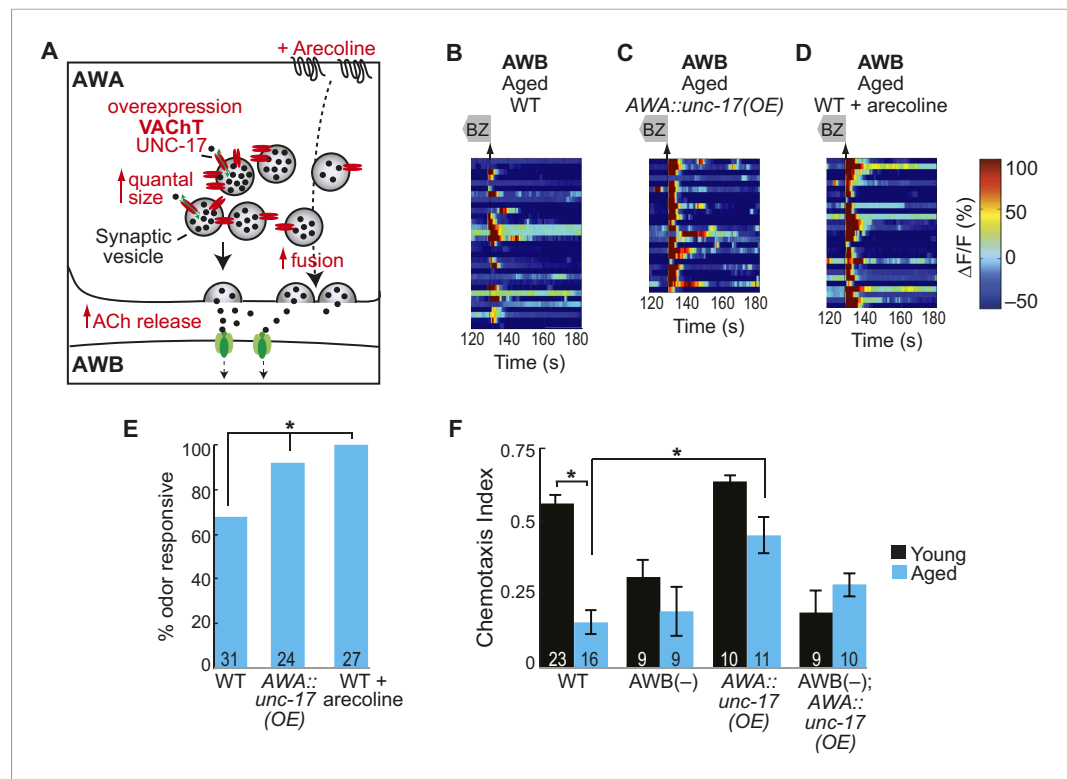 A
+ Arecoline
AWA
overexpression
VAChT
UNC-17
quantal
size
Synaptic
vesicle
fusion
ACh release
AWB
B
AWB
Aged
WT
BZ
120 140 160 180
Time (s)
C
AWB
Aged
AWA::unc-17(OE)
BZ
120 140 160 180
Time (s)
D
AWB
Aged
WT + arecoline
BZ
120 140 160 180
Time (s)
100
50
0
–50
ΔF/F (%)
E
% odor responsive
100
80
60
40
20
0
*
31 24 27
WT
AWA::
unc-17
(OE)
WT +
arecoline
F
Chemotaxis Index
0.75
0.5
0.25
0
* *
23 16 9 9 10 11 9 10
WT
AWB(–)
AWA::
unc-17
(OE)
AWB(–);
AWA::
unc-17
(OE)
Young
Aged